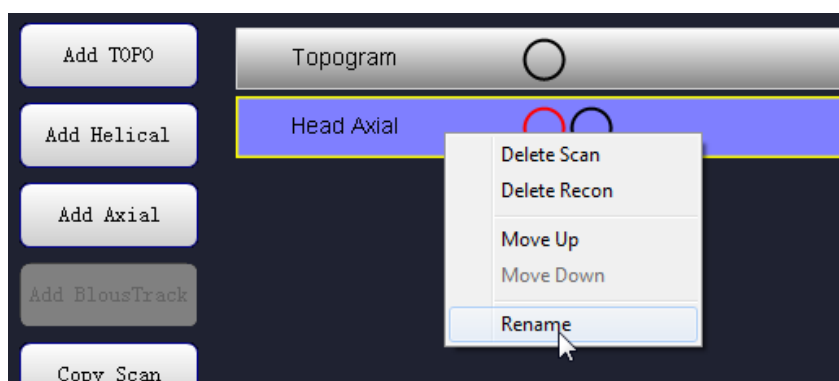 Add TOPO
Topogram
Add Helical
Head Axial
Delete Scan
Delete Recon
Add Axial
Move Up
Move Down
Add BlousTrack
Rename
Copy Scan